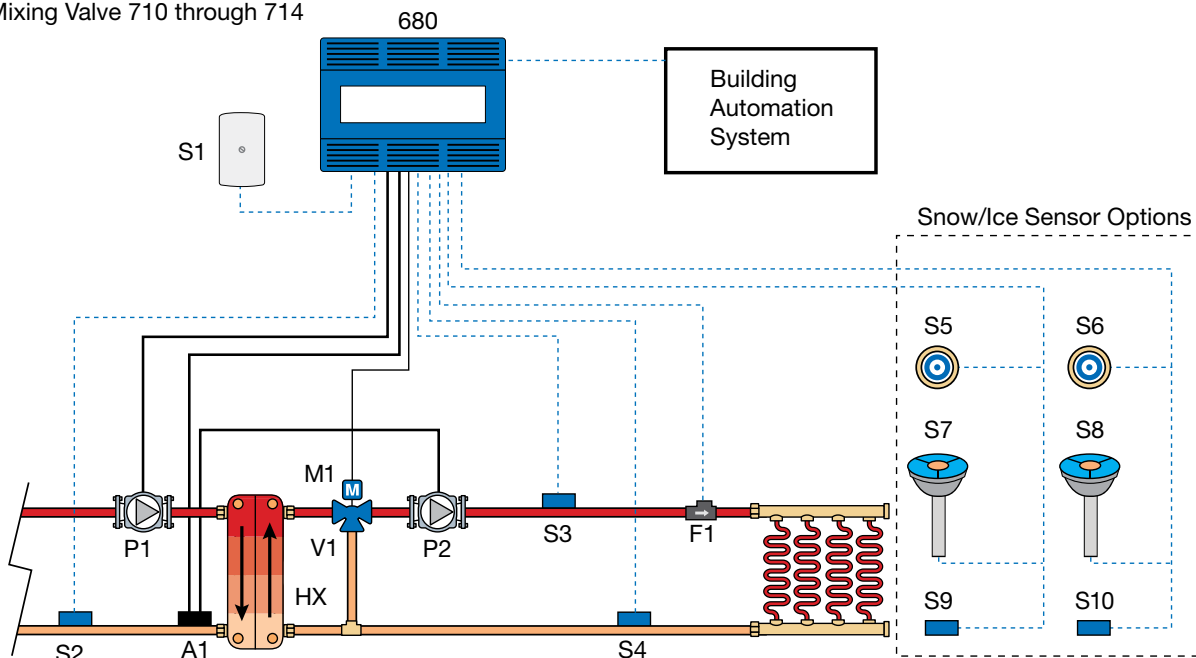 Mixing Valve 710 through 714
680
Building
Automation
System
S1
Snow/Ice Sensor Options
S5
S6
S7
S8
M1
M
P1
V1
P2
S3
F1
HX
S9
S10
S2
A1
S4